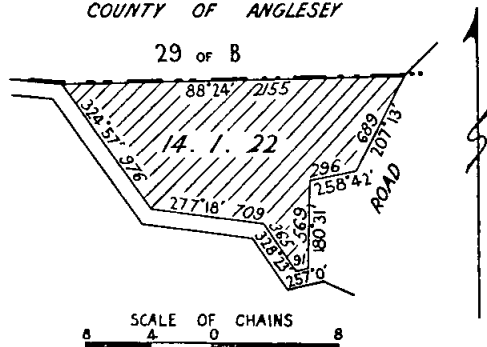 COUNTY OF ANGLESEY
29 OF B
88°24' 2155
324°57' 976
14. 1. 22
689
207°13'
296
258°42'
ROAD
277°18' 709
569
180°31'
365
328°23'
91
257°0'
SCALE OF CHAINS
8 4 0 8